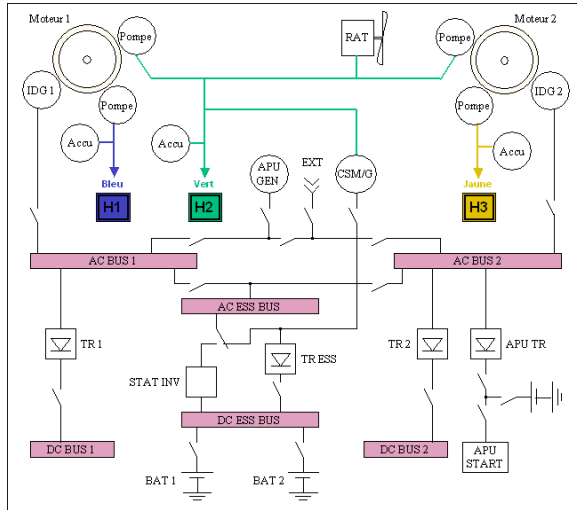 Moteur 1
Moteur 2
Pompe
RAT
Pompe
IDG 1
IDG 2
Pompe
Pompe
Accu
Accu
Accu
APU GEN
EXT
CSM/G
Bleu
Vert
Jaune
H1
H2
H3
AC BUS 1
AC BUS 2
AC ESS BUS
TR 1
TR ESS
TR 2
APU TR
STAT INV
DC ESS BUS
DC BUS 1
DC BUS 2
APU START
BAT 1
BAT 2